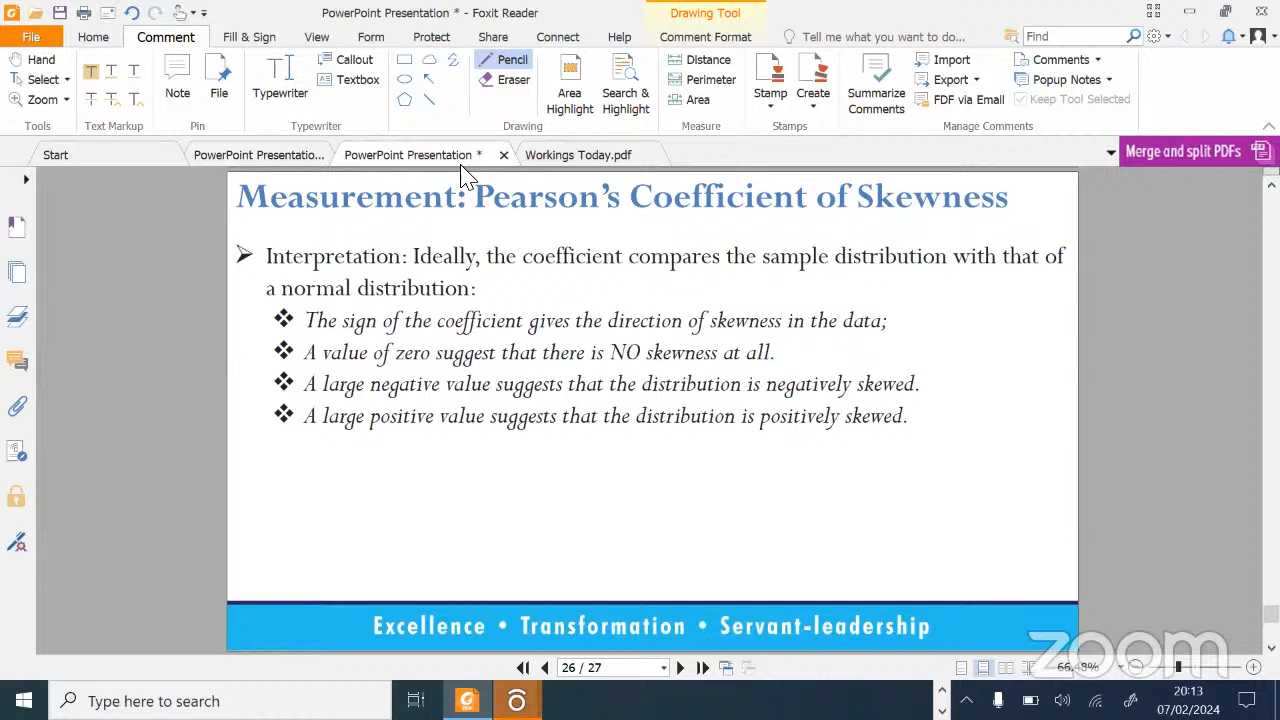 PowerPoint Presentation * - Foxit Reader
Drawing Tool
File
Home
Comment
Fill & Sign
View
Form
Protect
Share
Connect
Help
Comment Format
Tell me what you want to do...
Find
Hand
Select
Zoom
Tools
Text Markup
Note
File
Pin
Typewriter
Callout
Textbox
Typewriter
Pencil
Eraser
Area Highlight
Search & Highlight
Drawing
Distance
Perimeter
Area
Measure
Stamp
Create
Stamps
Summarize Comments
Import
Export
FDF via Email
Comments
Popup Notes
Keep Tool Selected
Manage Comments
Start
PowerPoint Presentatio...
PowerPoint Presentation *
Workings Today.pdf
Merge and split PDFs
Measurement: Pearson's Coefficient of Skewness
Interpretation: Ideally, the coefficient compares the sample distribution with that of
a normal distribution:
The sign of the coefficient gives the direction of skewness in the data;
A value of zero suggest that there is NO skewness at all.
A large negative value suggests that the distribution is negatively skewed.
A large positive value suggests that the distribution is positively skewed.
Excellence • Transformation • Servant-leadership
26 / 27
66.48%
zoom
Type here to search
20:13
07/02/2024